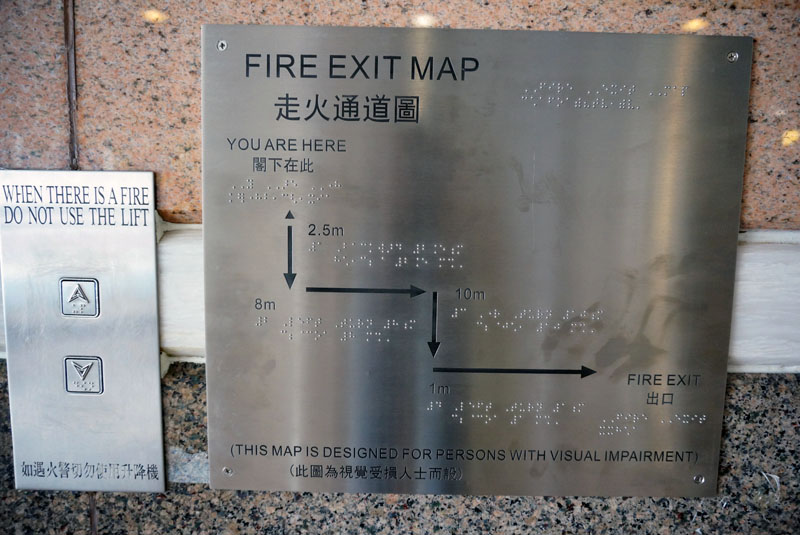 FIRE EXIT MAP
走火通道圖
YOU ARE HERE
閣下在此
2.5m
8m
10m
1m
FIRE EXIT
出口
(THIS MAP IS DESIGNED FOR PERSONS WITH VISUAL IMPAIRMENT)
(此圖為視覺受損人士而設)
WHEN THERE IS A FIRE
DO NOT USE THE LIFT
如遇火警切勿使用升降機